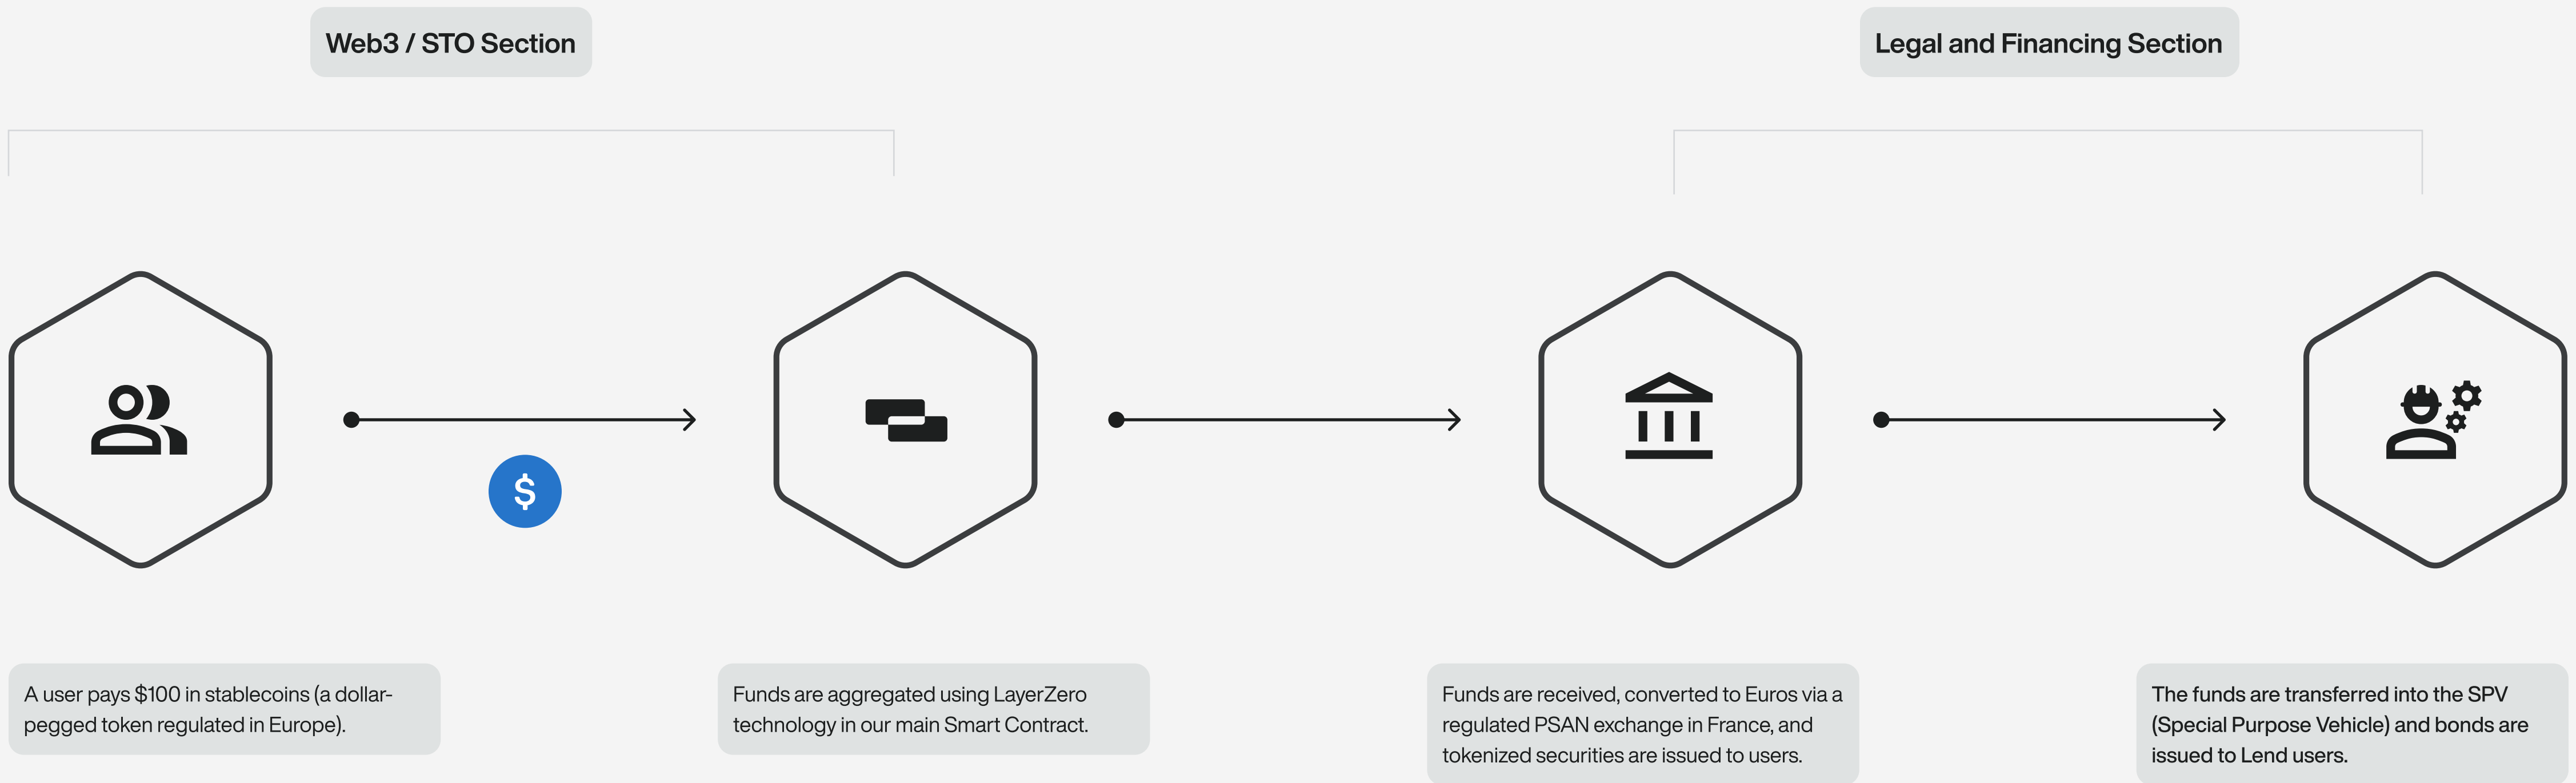 Web3 / STO Section
Legal and Financing Section
$
A user pays $100 in stablecoins (a dollar-
pegged token regulated in Europe).
Funds are aggregated using LayerZero
technology in our main Smart Contract.
Funds are received, converted to Euros via a
regulated PSAN exchange in France, and
tokenized securities are issued to users.
The funds are transferred into the SPV
(Special Purpose Vehicle) and bonds are
issued to Lend users.